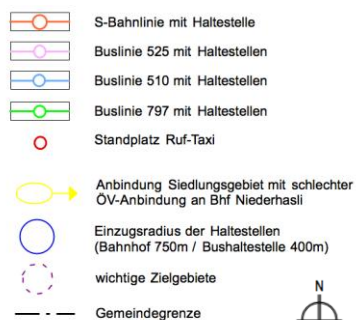 S-Bahnlinie mit Haltestelle
Buslinie 525 mit Haltestellen
Buslinie 510 mit Haltestellen
Buslinie 797 mit Haltestellen
Standplatz Ruf-Taxi
Anbindung Siedlungsgebiet mit schlechter
ÖV-Anbindung an Bhf Niederhasli
Einzugsradius der Haltestellen
(Bahnhof 750m / Bushaltestelle 400m)
wichtige Zielgebiete
N
Gemeindegrenze